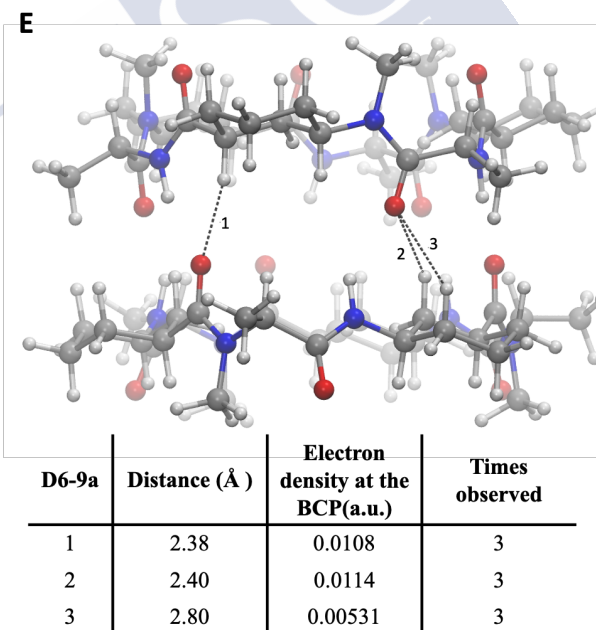 E
1
2
3
D6-9a
Distance (Å )
Electron
density at the
BCP(a.u.)
Times
observed
1 2.38 0.0108 3
2 2.40 0.0114 3
3 2.80 0.00531 3